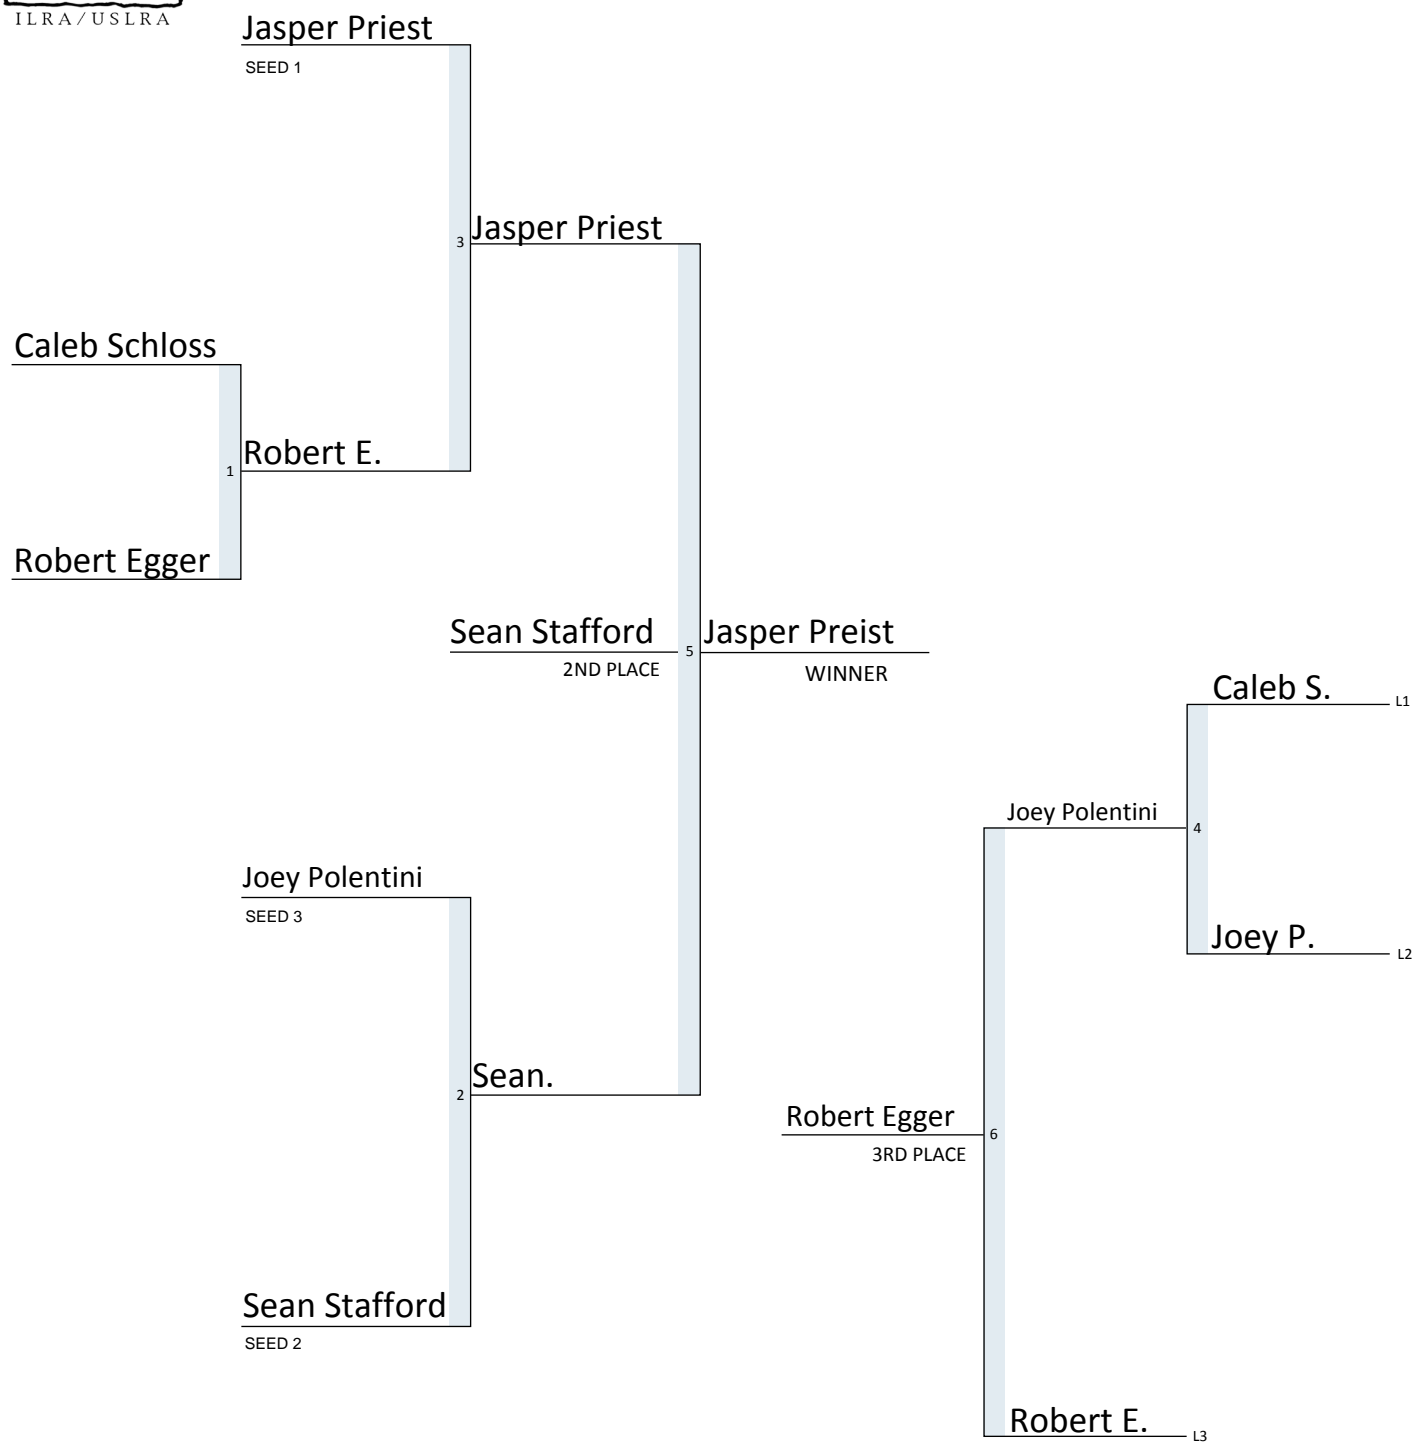 ILRA/USLRA
Jasper Priest
SEED 1
3
Jasper Priest
Caleb Schloss
1
Robert E.
Robert Egger
Sean Stafford
2ND PLACE
5
Jasper Preist
WINNER
Caleb S.
L1
Joey Polentini
4
Joey P.
L2
Joey Polentini
SEED 3
2
Sean.
Robert Egger
3RD PLACE
6
Sean Stafford
SEED 2
Robert E.
L3